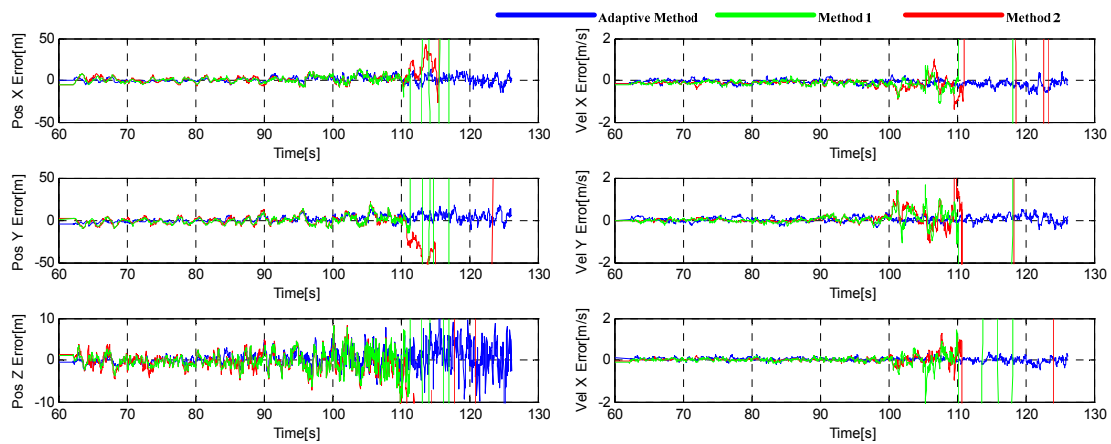 Adaptive Method Method 1 Method 2
50
0
-50
Pos X Error[m]
60 70 80 90 100 110 120 130
Time[s]
2
0
-2
Vel X Error[m/s]
60 70 80 90 100 110 120 130
Time[s]
50
0
-50
Pos Y Error[m]
60 70 80 90 100 110 120 130
Time[s]
2
0
-2
Vel Y Error[m/s]
60 70 80 90 100 110 120 130
Time[s]
10
0
-10
Pos Z Error[m]
60 70 80 90 100 110 120 130
Time[s]
2
0
-2
Vel X Error[m/s]
60 70 80 90 100 110 120 130
Time[s]